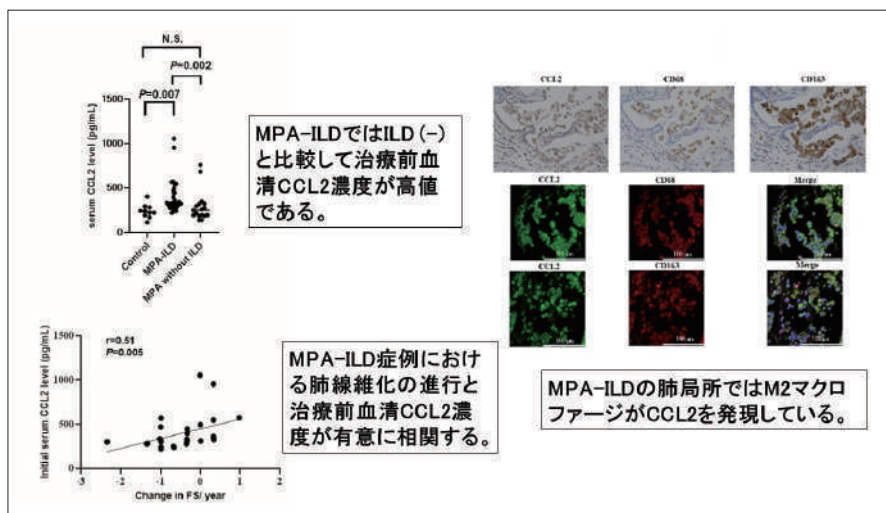 N.S.
P=0.002
P=0.007
serum CCL2 level (pg/mL)
1500
1000
500
0
Control
MPA-ILD
MPA without ILD
MPA-ILDではILD(-)
と比較して治療前血
清CCL2濃度が高値
である。
r=0.51
P=0.005
Initial serum CCL2 level (pg/mL)
1500
1000
500
0
-3
-2
-1
0
1
2
Change in FS/ year
MPA-ILD症例におけ
る肺線維化の進行と
治療前血清CCL2濃
度が有意に相関する。
CCL2
CD68
CD163
CCL2
CD68
Merge
CCL2
CD163
Merge
MPA-ILDの肺局所ではM2マクロ
ファージがCCL2を発現している。